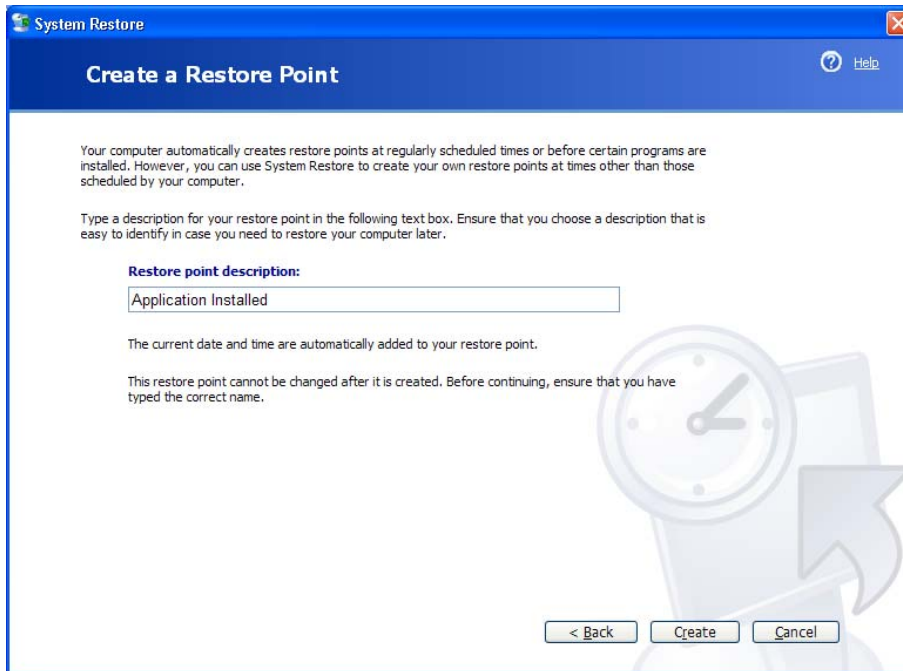 System Restore
Create a Restore Point
Help
Your computer automatically creates restore points at regularly scheduled times or before certain programs are
installed. However, you can use System Restore to create your own restore points at times other than those
scheduled by your computer.
Type a description for your restore point in the following text box. Ensure that you choose a description that is
easy to identify in case you need to restore your computer later.
Restore point description:
Application Installed
The current date and time are automatically added to your restore point.
This restore point cannot be changed after it is created. Before continuing, ensure that you have
typed the correct name.
< Back Create Cancel